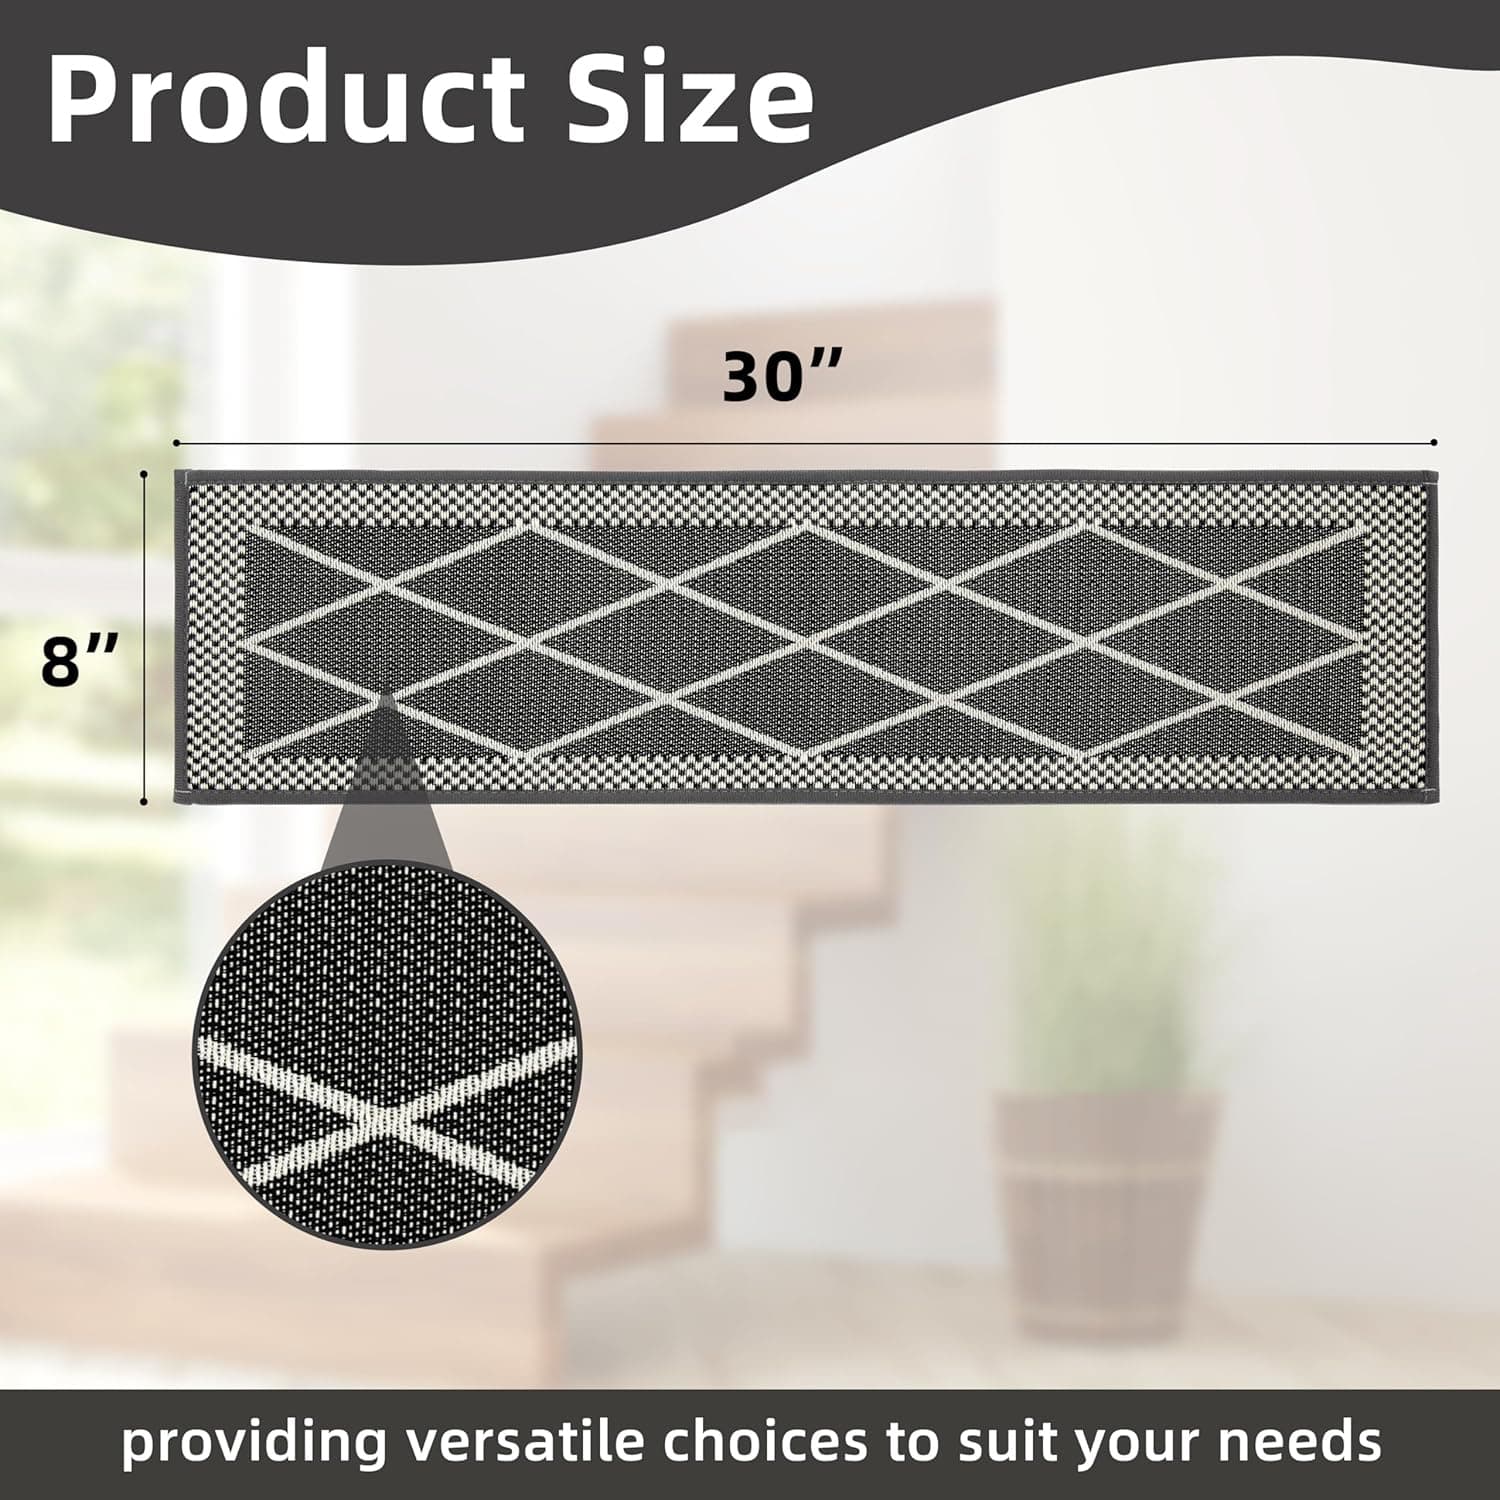 Product Size
30”
8”
providing versatile choices to suit your needs